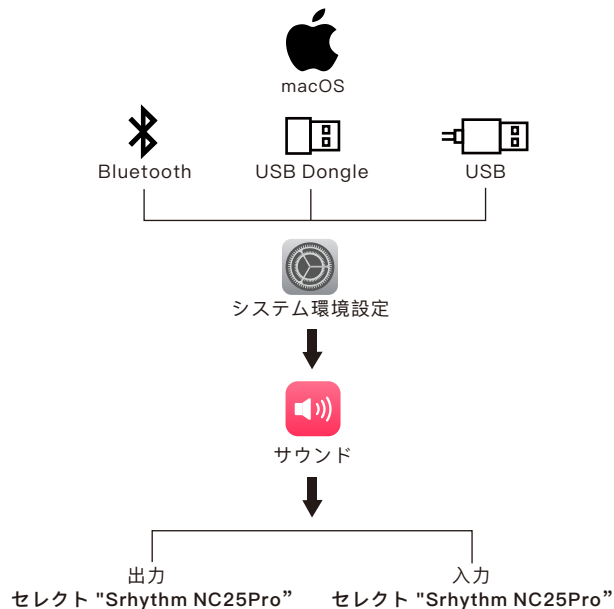 macOS
Bluetooth
USB Dongle
USB
システム環境設定
サウンド
出力
セレクト "Srhythm NC25Pro”
入力
セレクト "Srhythm NC25Pro”